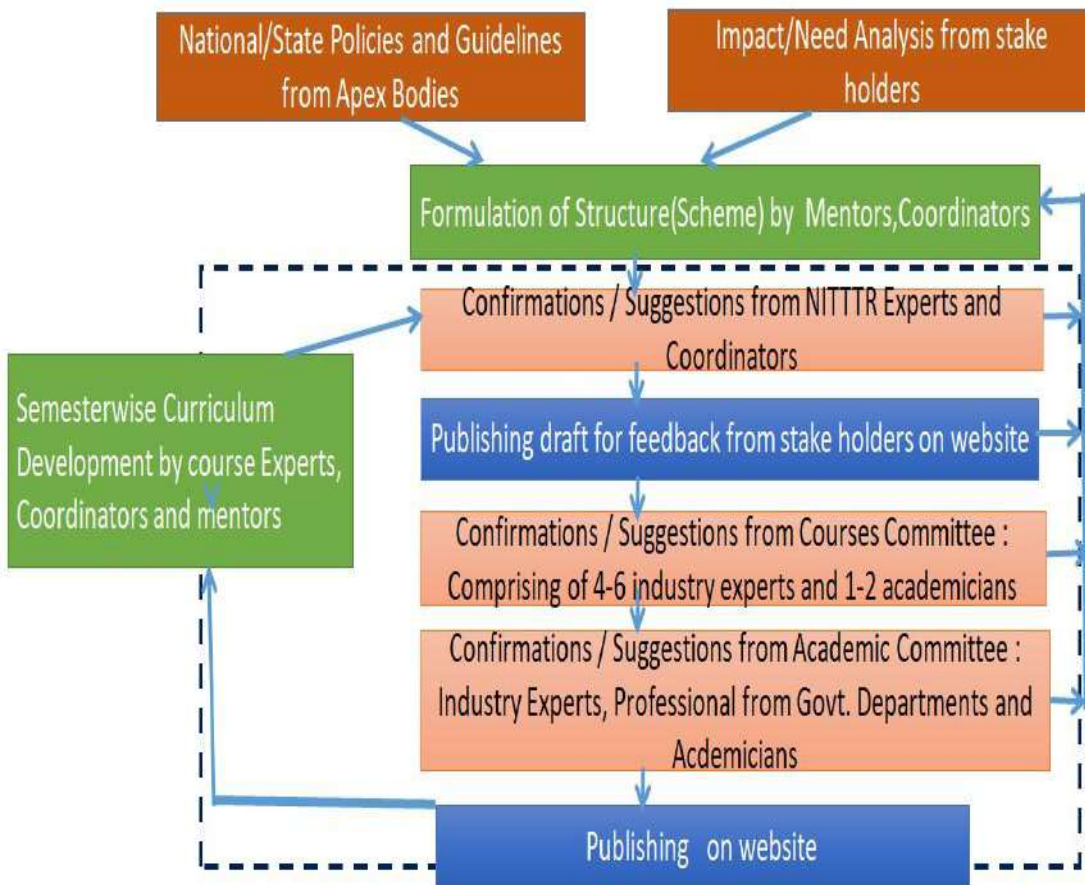 National/State Policies and Guidelines
from Apex Bodies
Impact/Need Analysis from stake
holders
Formulation of Structure(Scheme) by Mentors,Coordinators
Confirmations / Suggestions from NITTTR Experts and
Coordinators
Semesterwise Curriculum
Development by course Experts,
Coordinators and mentors
Publishing draft for feedback from stake holders on website
Confirmations / Suggestions from Courses Committee :
Comprising of 4-6 industry experts and 1-2 academicians
Confirmations / Suggestions from Academic Committee :
Industry Experts, Professional from Govt. Departments and
Acdemicians
Publishing on website